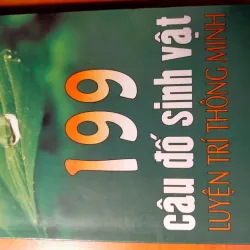 199
câu đố sinh vật
LUYỆN TRÍ THÔNG MINH